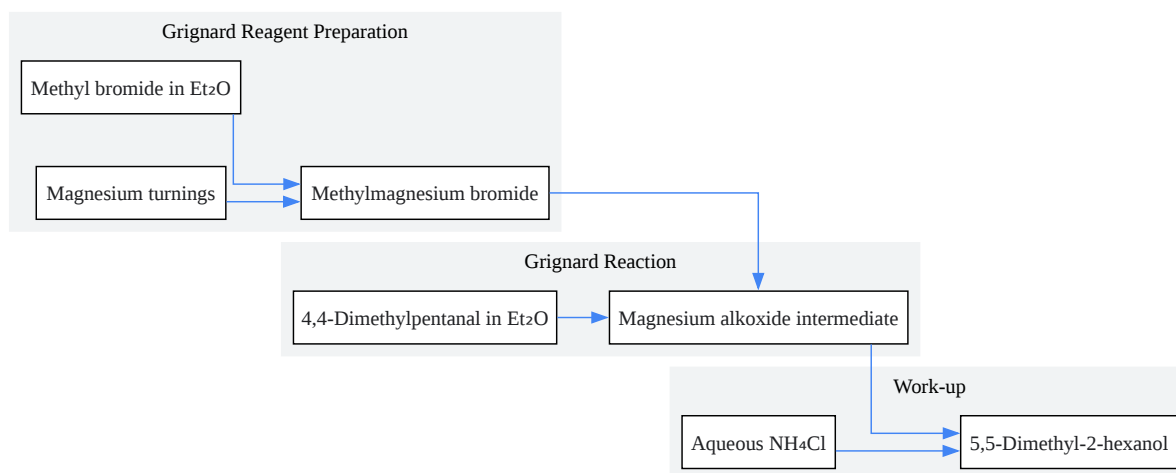 Grignard Reagent Preparation
Methyl bromide in Et₂O
Magnesium turnings
Methylmagnesium bromide
Grignard Reaction
4,4-Dimethylpentanal in Et₂O
Magnesium alkoxide intermediate
Work-up
Aqueous NH₄Cl
5,5-Dimethyl-2-hexanol